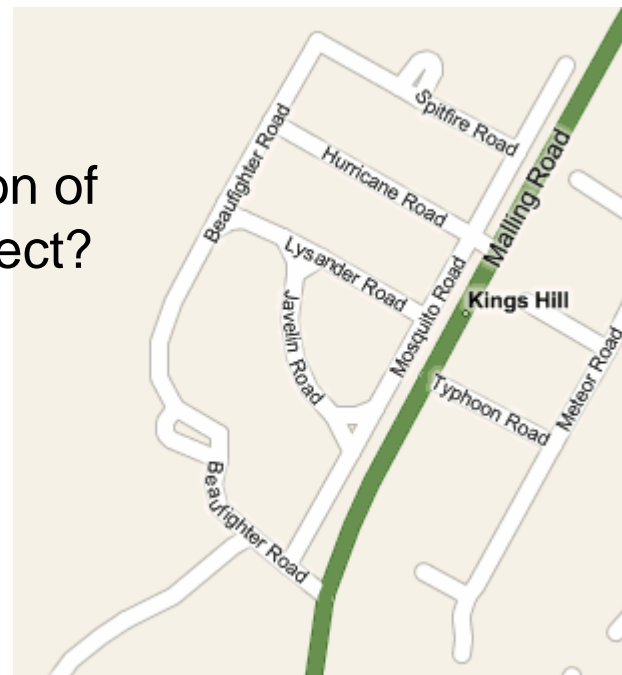 on of
ect?
Spitfire Road
Beaufighter Road
Hurricane Road
Malling Road
Lysander Road
Mosquito Road
Kings Hill
Javelin Road
Typhoon Road
Meteor Road
Beaufighter Road